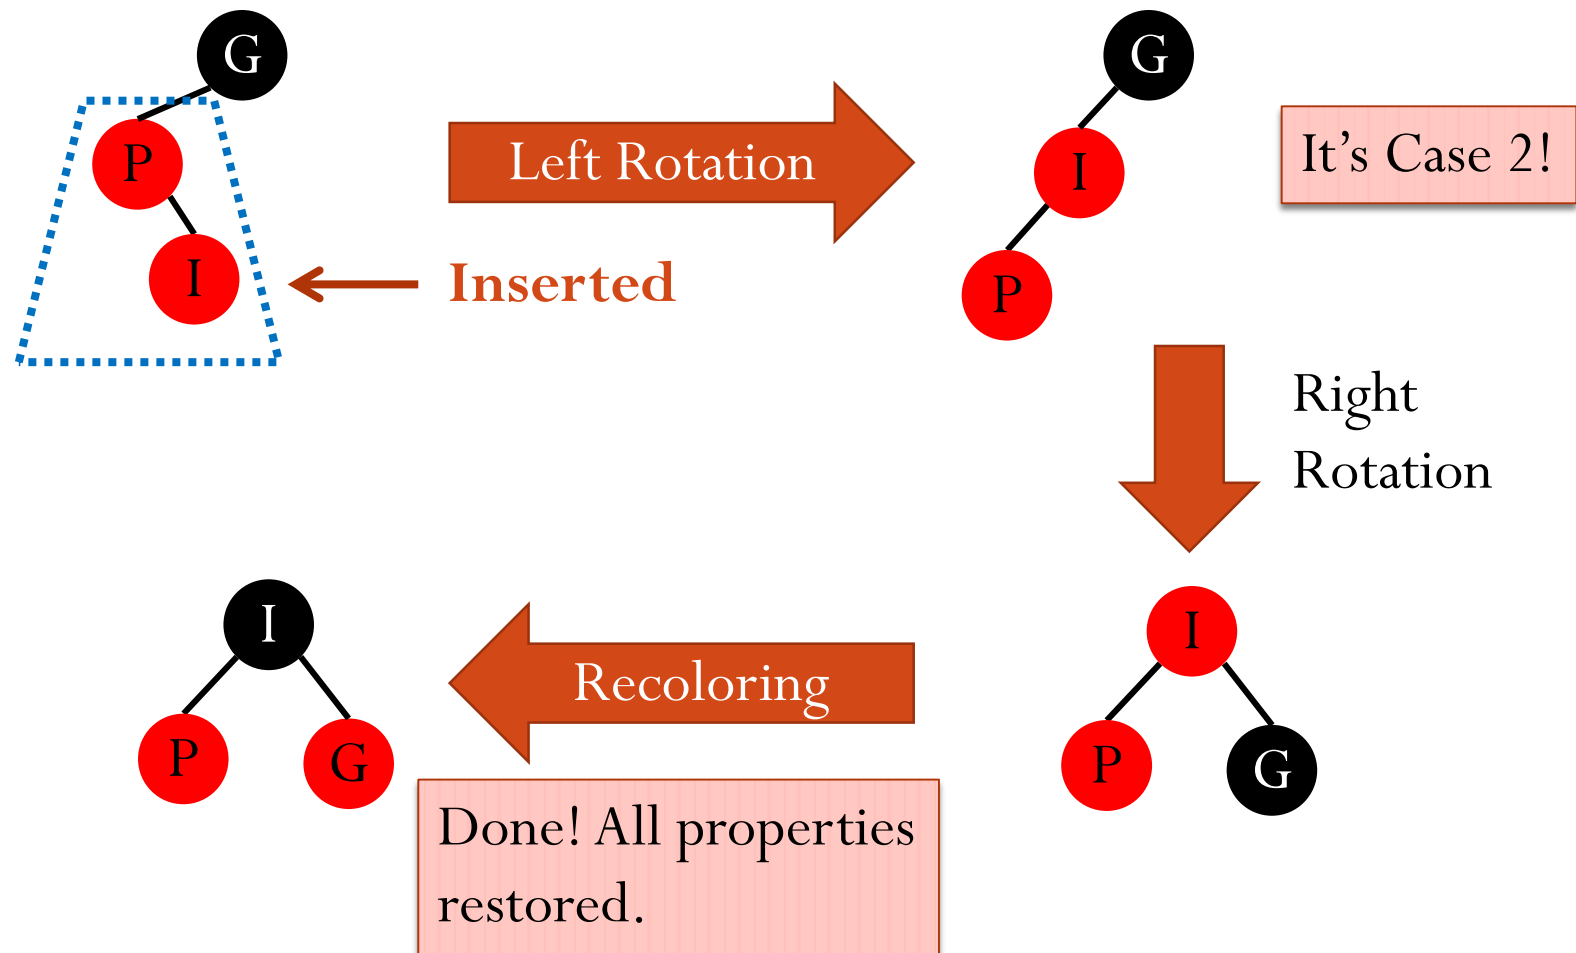 G
P
I
Inserted
Left Rotation
G
I
P
It's Case 2!
Right
Rotation
I
P
G
Recoloring
I
P
G
Done! All properties
restored.